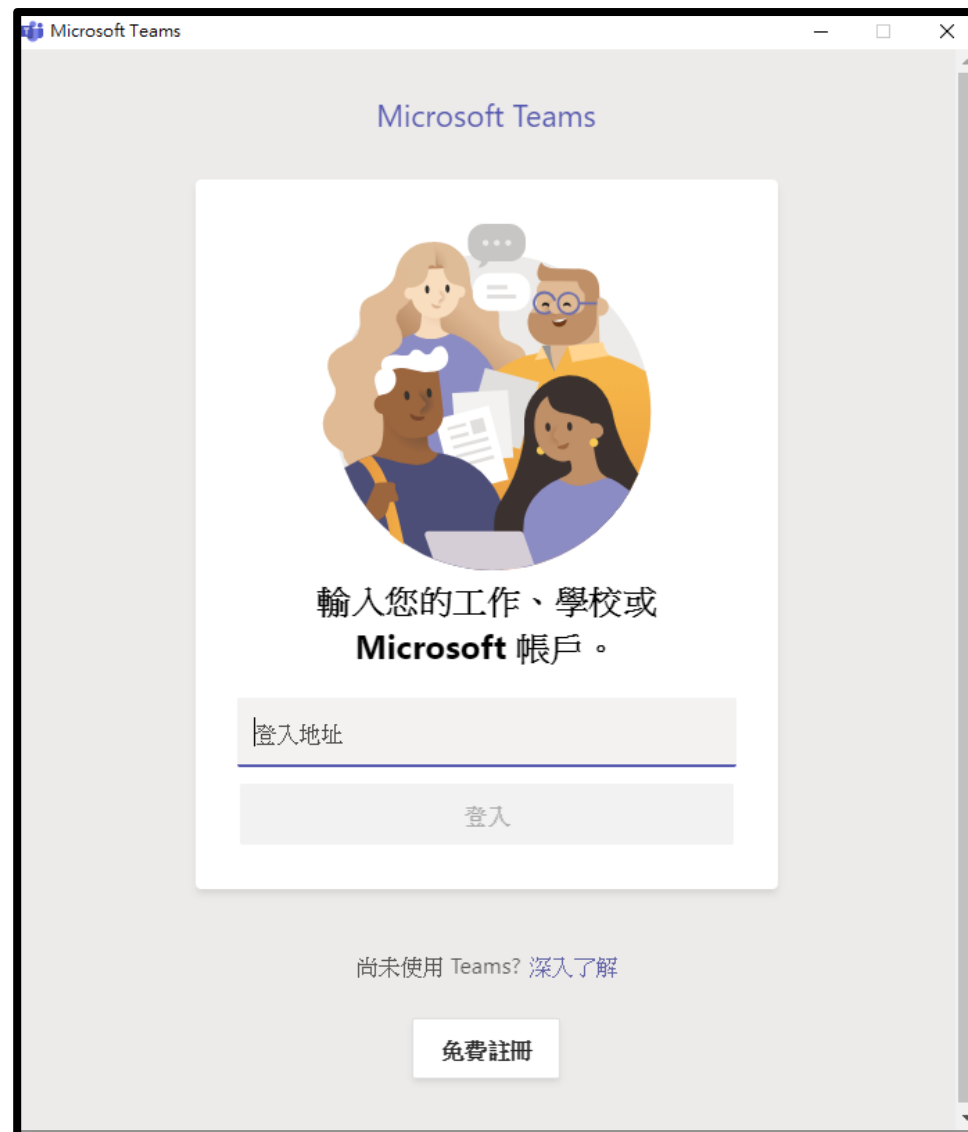 Microsoft Teams
Microsoft Teams
輸入您的工作、學校或
Microsoft 帳戶。
登入地址
登入
尚未使用 Teams? 深入了解
免費註冊